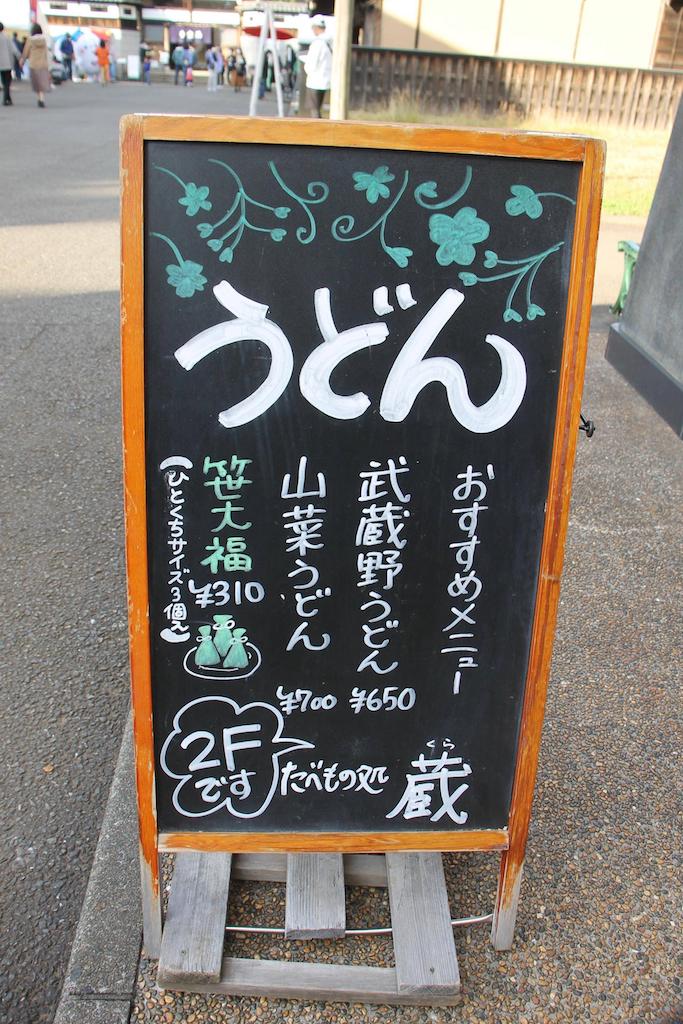 うどん
おすすめメニュー
武蔵野うどん
¥650
山菜うどん
¥700
笹大福
¥310
(ひとくちサイズ3個入)
くら
蔵
たべもの処
2F
です